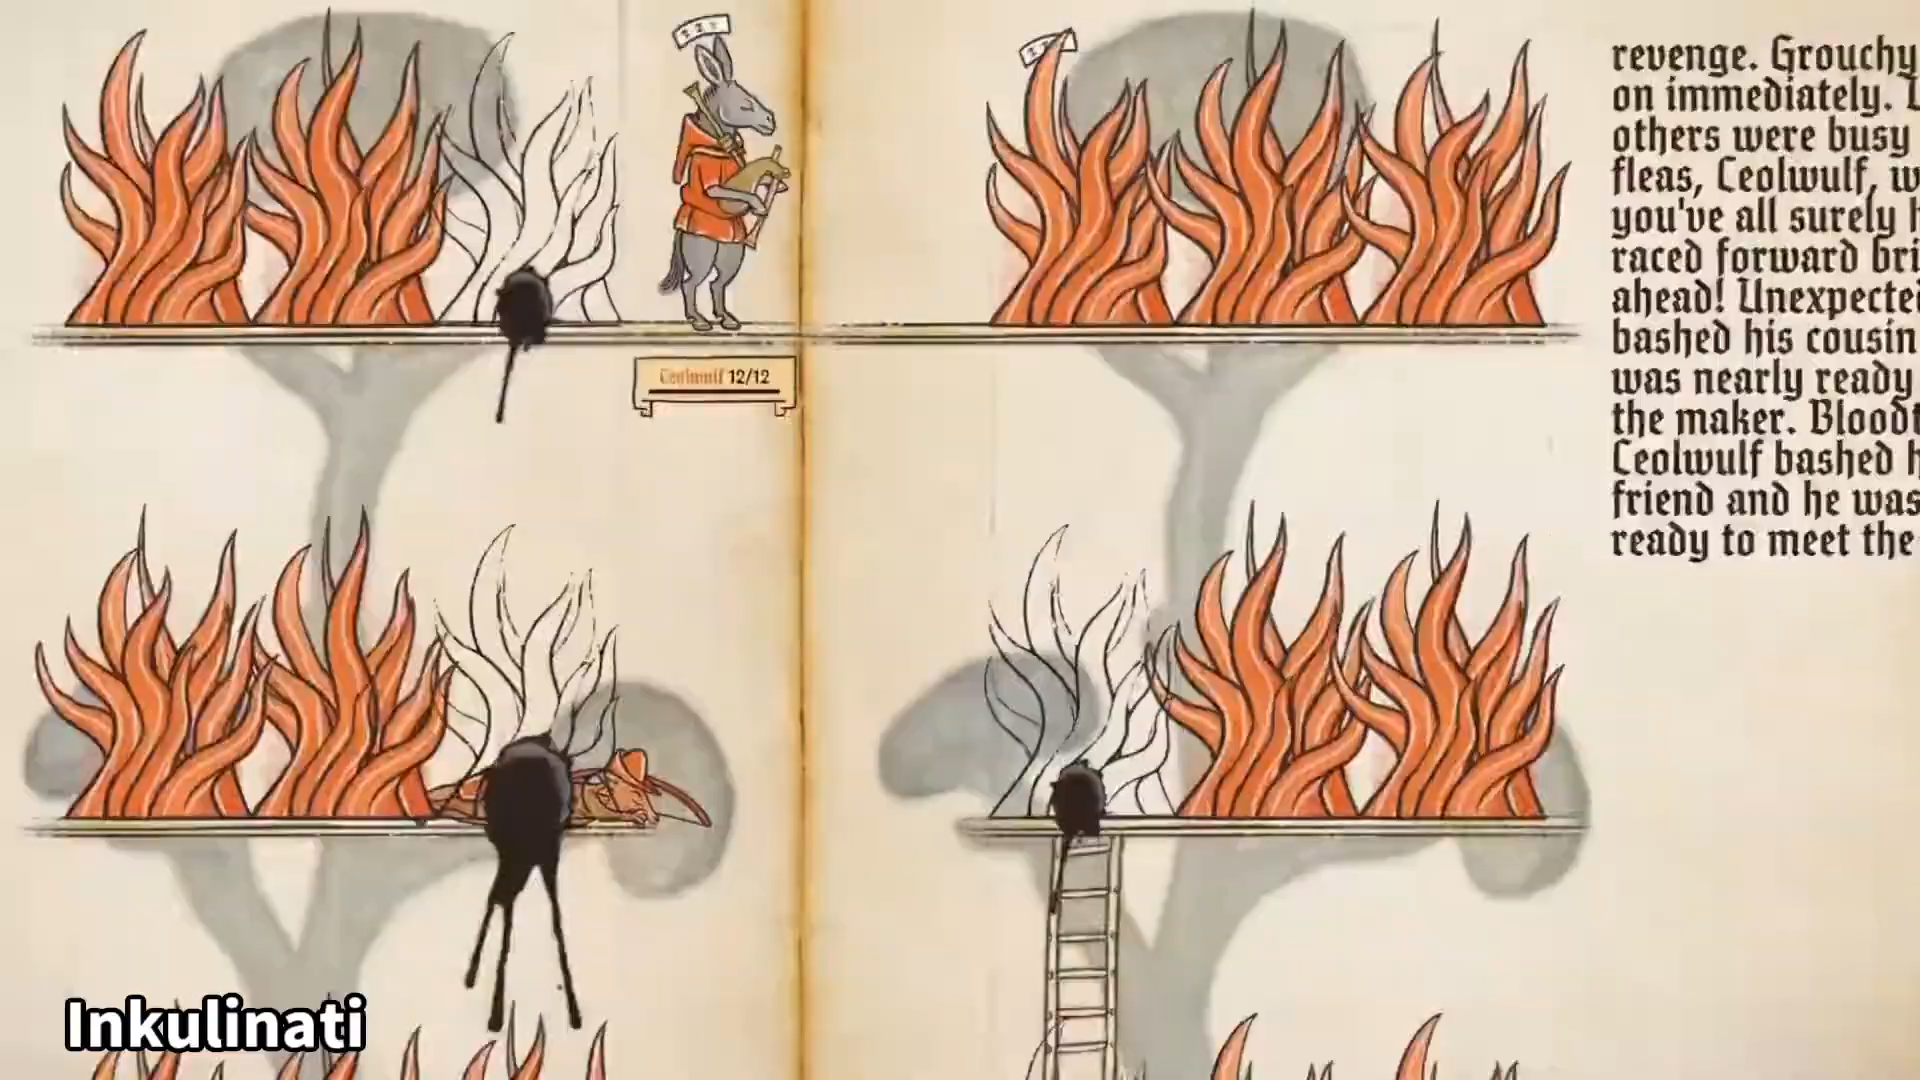 revenge. Grouchy
on immediately.
others were busy
fleas, Ceolwulf,
you've all surely
raced forward
ahead!
bashed his cousin
was nearly ready
the maker.
Ceolwulf bashed
friend and he was
ready to meet the
Ceolwulf 12/12
Inkulinati